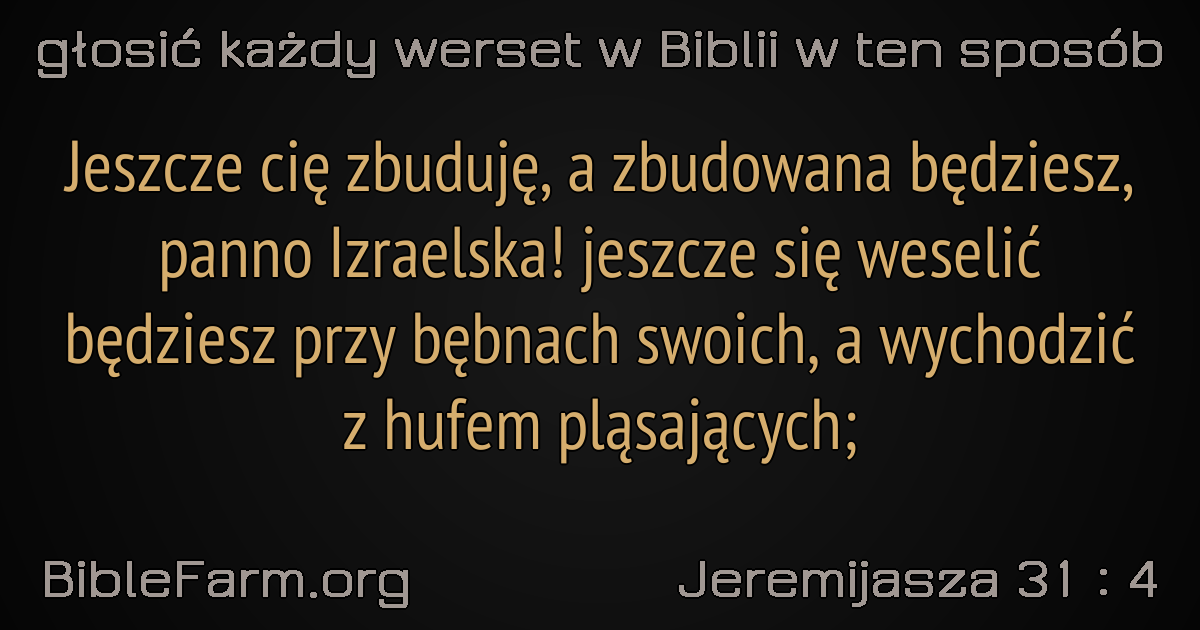 głosić każdy werset w Biblii w ten sposób
Jeszcze cię zbuduję, a zbudowana będziesz,
panno Izraelska! jeszcze się weselić
będziesz przy bębnach swoich, a wychodzić
z hufem pląsających;
BibleFarm.org
Jeremijasza 31 : 4